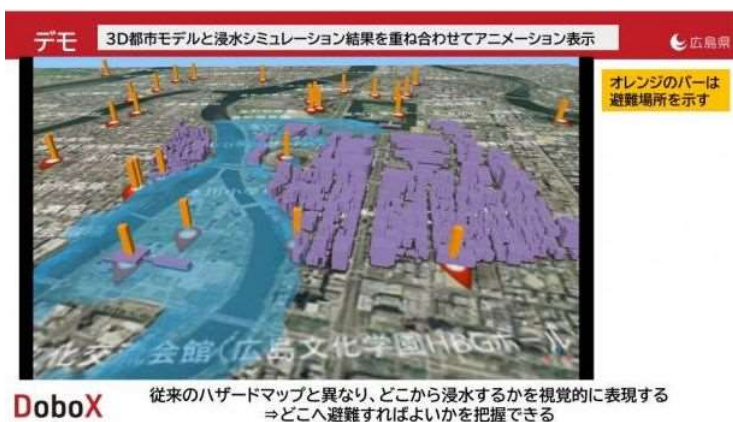 デモ
3D都市モデルと浸水シミュレーション結果を重ね合わせてアニメーション表示
広島県
オレンジのバーは
避難場所を示す
化交流会館(広島文化学園HBGホール
DoboX
従来のハザードマップと異なり、どこから浸水するかを視覚的に表現する
⇒どこへ避難すればよいかを把握できる